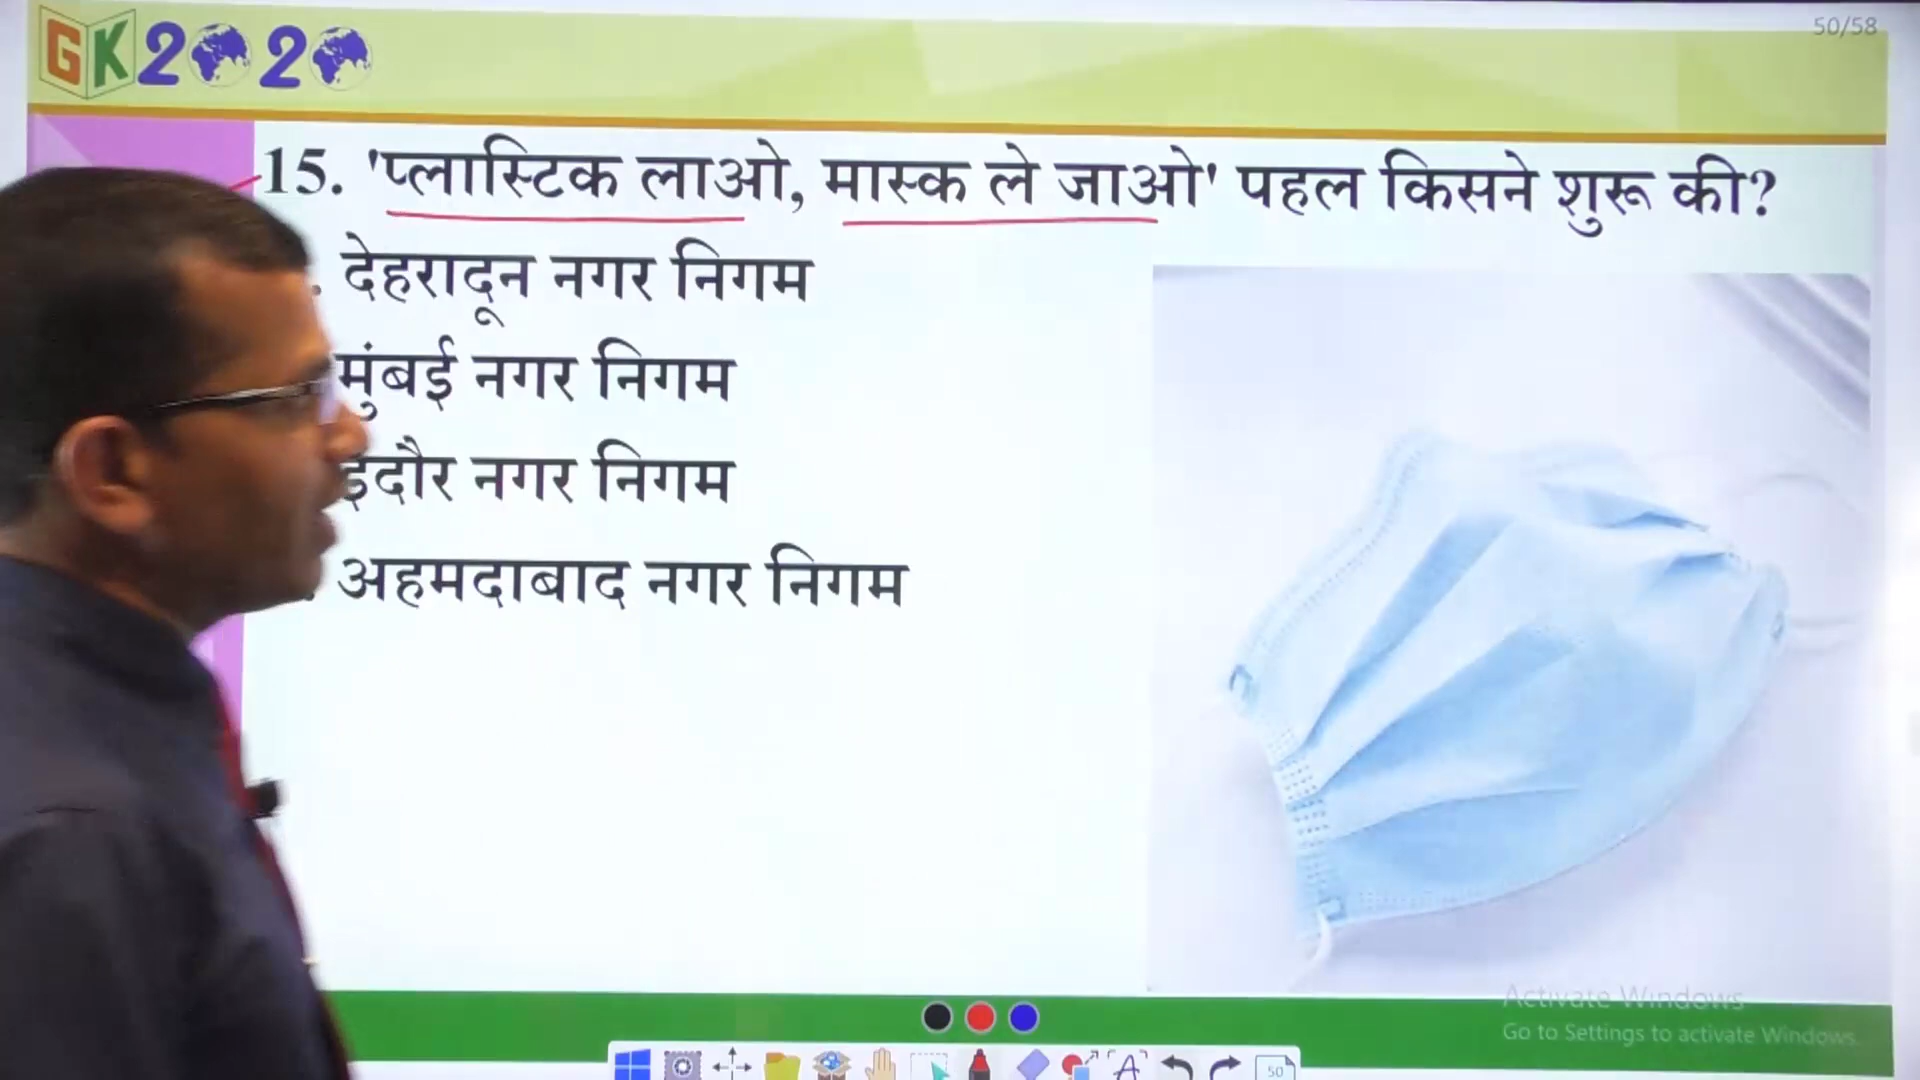 GK2020
50/58
15. 'प्लास्टिक लाओ, मास्क ले जाओ' पहल किसने शुरू की?
देहरादून नगर निगम
मुंबई नगर निगम
इंदौर नगर निगम
अहमदाबाद नगर निगम
Activate Windows
Go to Settings to activate Windows.
50